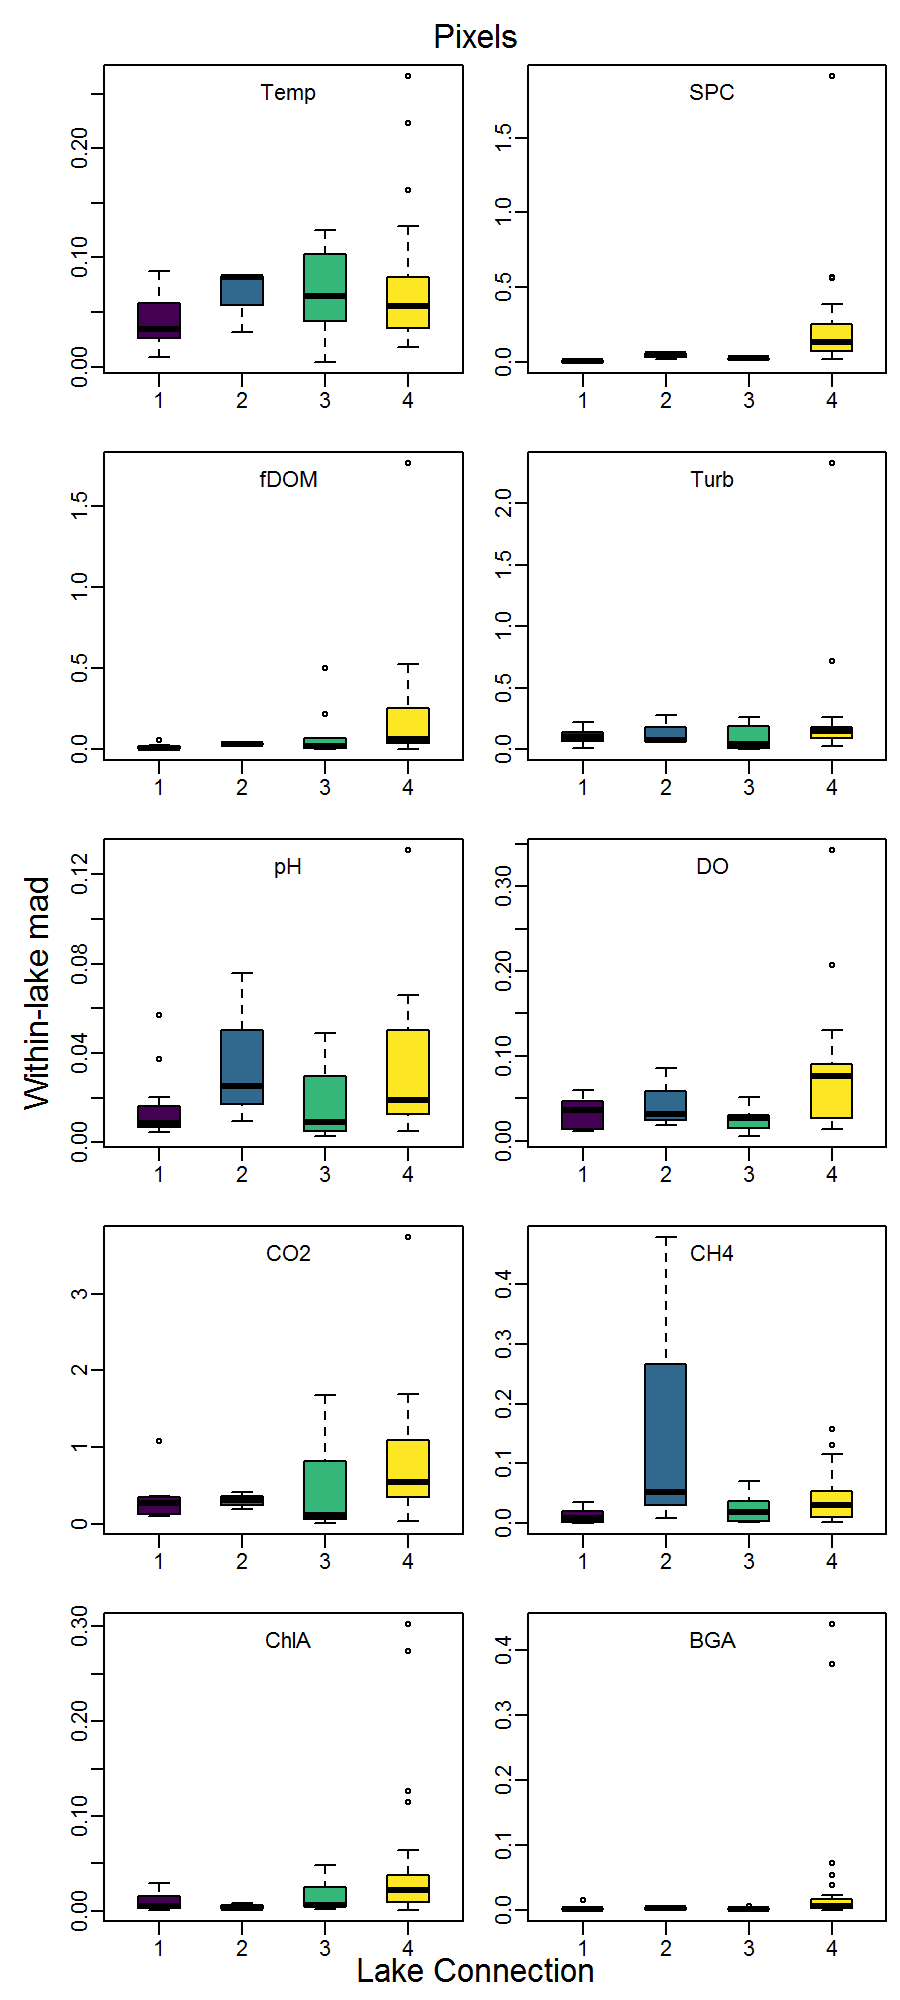 Pixels
Temp
0.00 0.10 0.20
1 2 3 4
SPC
0.0 0.5 1.0 1.5
1 2 3 4
fDOM
0.0 0.5 1.0 1.5
1 2 3 4
Turb
0.0 0.5 1.0 1.5 2.0
1 2 3 4
Within-lake mad
pH
0.00 0.04 0.08 0.12
1 2 3 4
DO
0.00 0.10 0.20 0.30
1 2 3 4
CO2
0 1 2 3
1 2 3 4
CH4
0.0 0.1 0.2 0.3 0.4
1 2 3 4
ChlA
0.00 0.10 0.20 0.30
1 2 3 4
BGA
0.0 0.1 0.2 0.3 0.4
1 2 3 4
Lake Connection